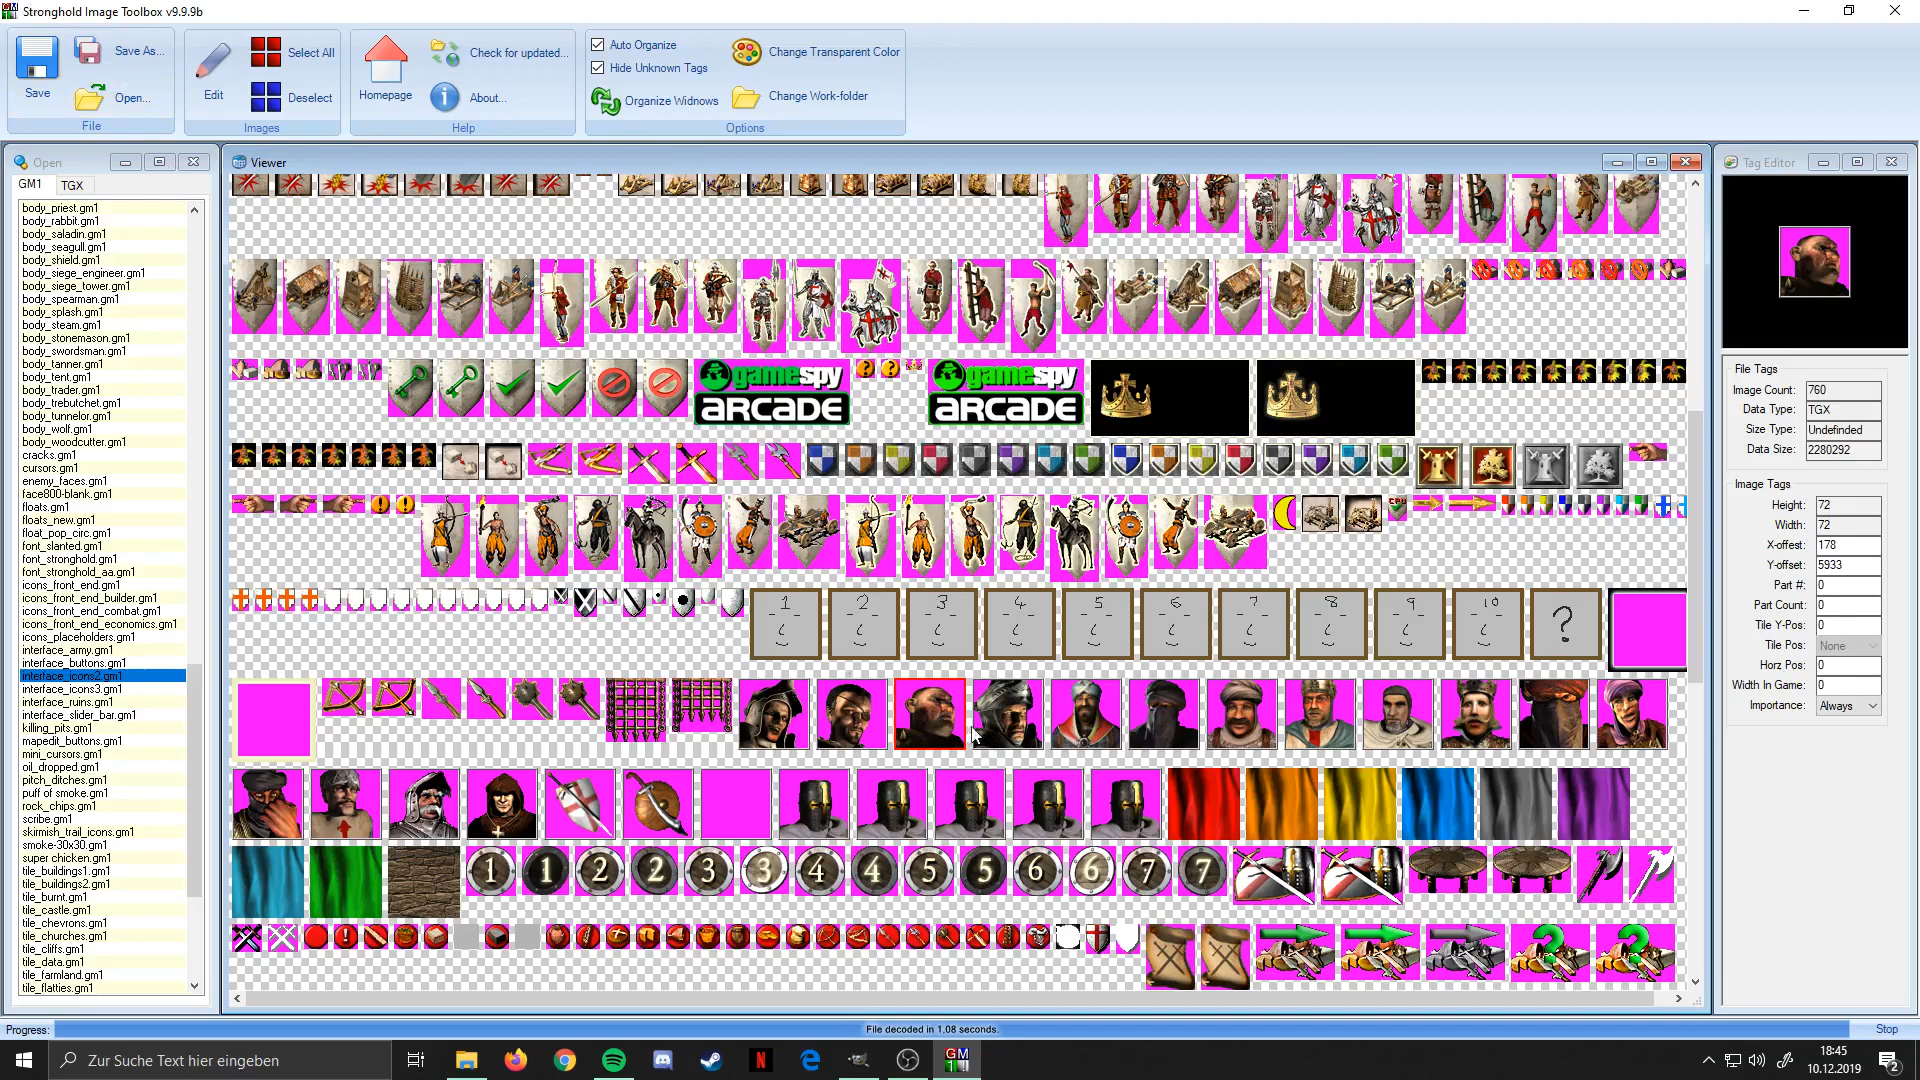 Stronghold Image Toolbox v9.9.9b
Save
Save As...
Open...
File
Edit
Select All
Deselect
Images
Homepage
Check for updated...
About...
Help
Auto Organize
Hide Unknown Tags
Organize Widnows
Change Transparent Color
Change Work-folder
Options
Open
GM1
TGX
body_priest.gm1
body_rabbit.gm1
body_saladin.gm1
body_seagull.gm1
body_shield.gm1
body_siege_engineer.gm1
body_siege_tower.gm1
body_spearman.gm1
body_splash.gm1
body_steam.gm1
body_stonemason.gm1
body_swordsman.gm1
body_tanner.gm1
body_tent.gm1
body_trader.gm1
body_trebutchet.gm1
body_tunnelor.gm1
body_wolf.gm1
body_woodcutter.gm1
cracks.gm1
cursors.gm1
enemy_faces.gm1
face800-blank.gm1
floats.gm1
floats_new.gm1
float_pop_circ.gm1
font_slanted.gm1
font_stronghold.gm1
font_stronghold_aa.gm1
icons_front_end.gm1
icons_front_end_builder.gm1
icons_front_end_combat.gm1
icons_front_end_economics.gm1
icons_placeholders.gm1
interface_army.gm1
interface_buttons.gm1
interface_icons2.gm1
interface_icons3.gm1
interface_ruins.gm1
interface_slider_bar.gm1
killing_pits.gm1
mapedit_buttons.gm1
mini_cursors.gm1
oil_dropped.gm1
pitch_ditches.gm1
puff of smoke.gm1
rock_chips.gm1
scribe.gm1
skirmish_trail_icons.gm1
smoke-30x30.gm1
super chicken.gm1
tile_buildings1.gm1
tile_buildings2.gm1
tile_burnt.gm1
tile_castle.gm1
tile_chevrons.gm1
tile_churches.gm1
tile_cliffs.gm1
tile_data.gm1
tile_farmland.gm1
tile_flatties.gm1
Viewer
gamespy
ARCADE
gamespy
ARCADE
? ?
! !
CPU
1 2 3 4 5 6 7 8 9 10 ?
1 1 2 2 3 3 4 4 5 5 6 6 7 7
!
? ?
Tag Editor
File Tags
Image Count: 760
Data Type: TGX
Size Type: Undefinded
Data Size: 2280292
Image Tags
Height: 72
Width: 72
X-offest: 178
Y-offset: 5933
Part #: 0
Part Count: 0
Tile Y-Pos: 0
Tile Pos: None
Horz Pos: 0
Width In Game: 0
Importance: Always
Progress:
File decoded in 1,08 seconds.
Stop
Zur Suche Text hier eingeben
GM1
18:45
10.12.2019
2